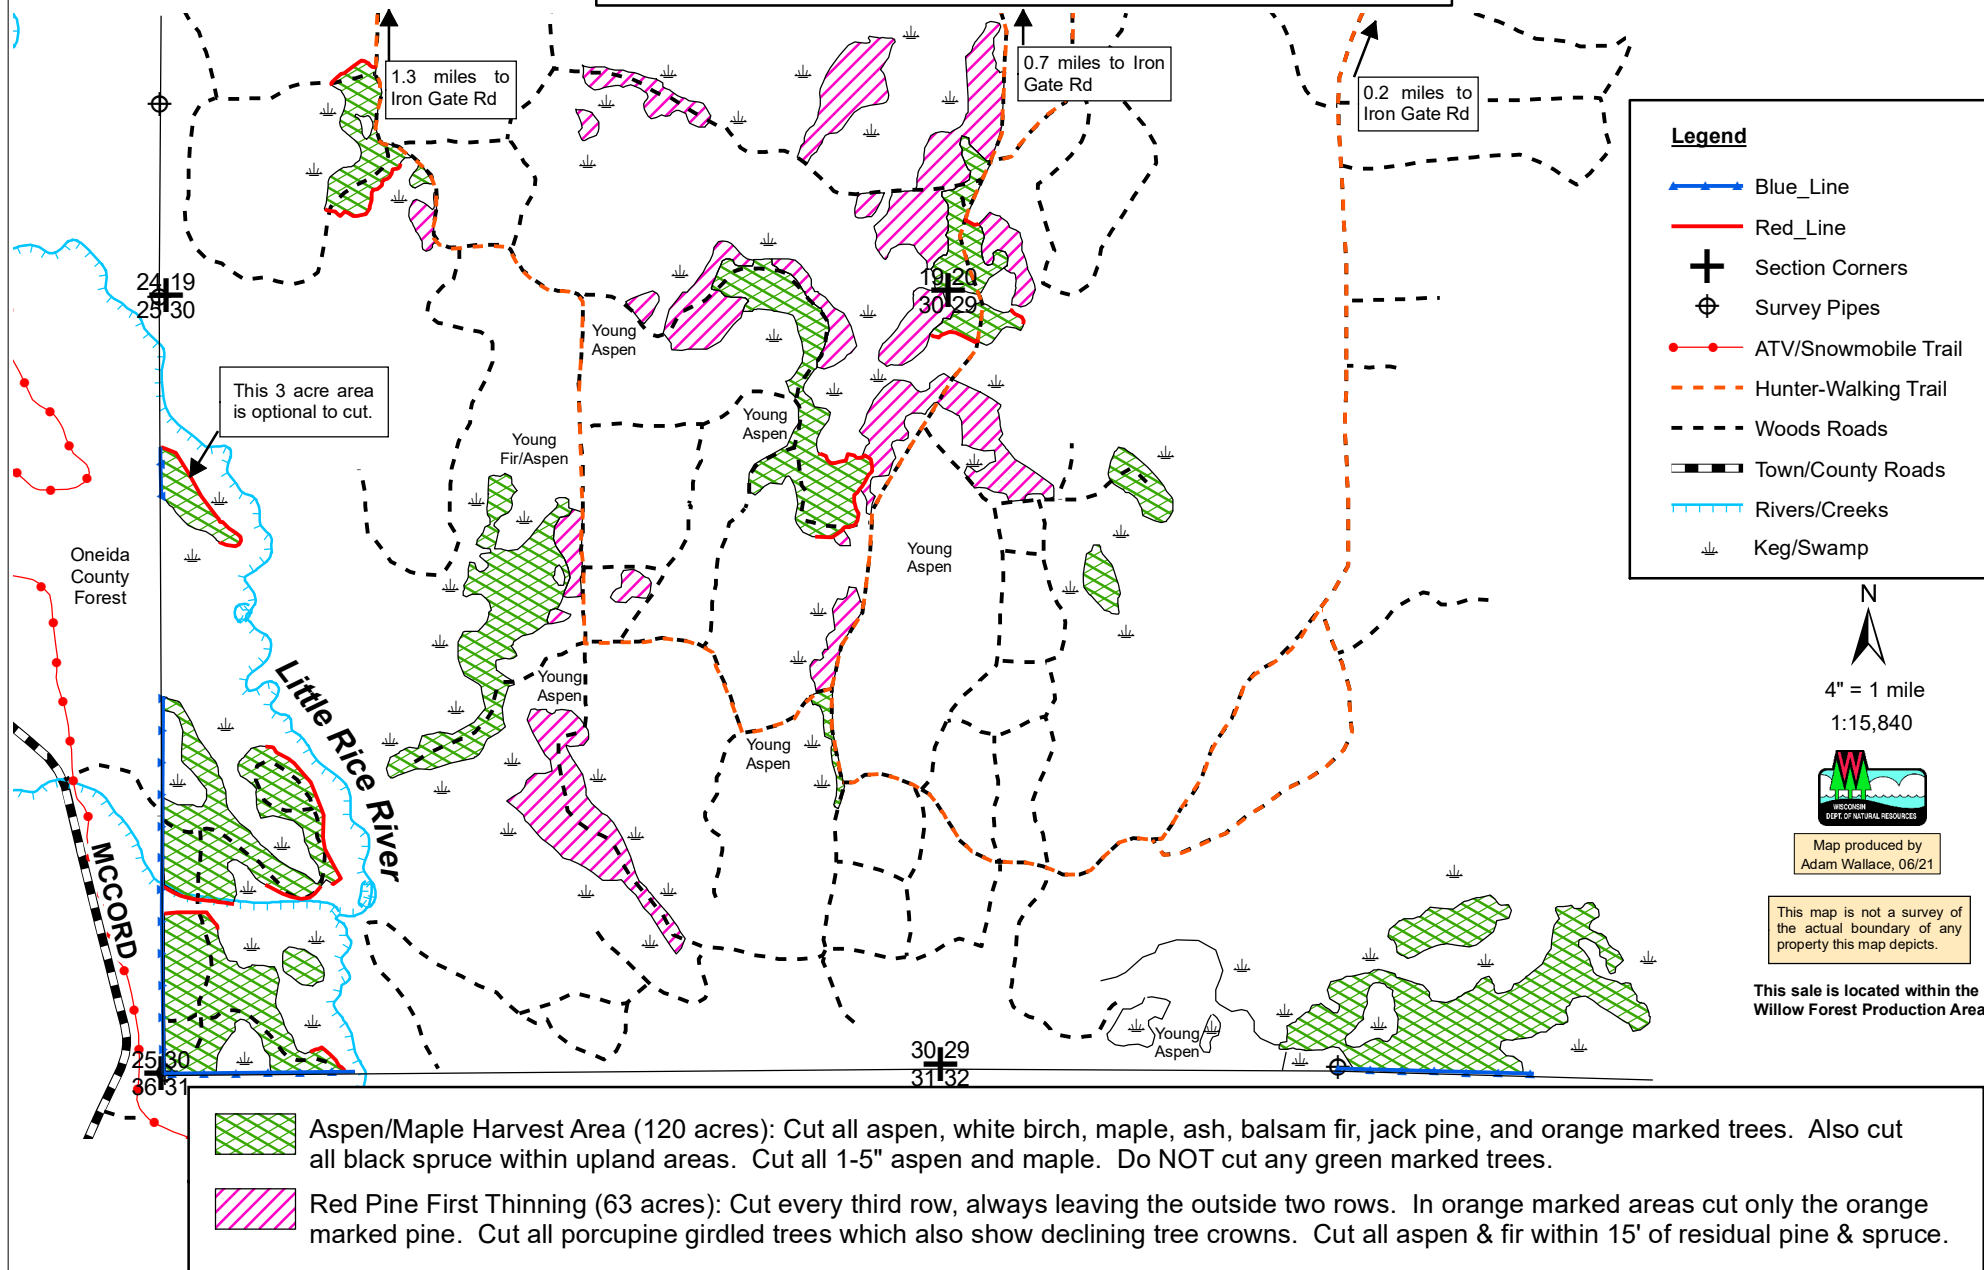 1.3 miles to
Iron Gate Rd
0.7 miles to Iron
Gate Rd
0.2 miles to
Iron Gate Rd
Legend
Blue_Line
Red_Line
Section Corners
Survey Pipes
ATV/Snowmobile Trail
Hunter-Walking Trail
Woods Roads
Town/County Roads
Rivers/Creeks
Keg/Swamp
24 19
25 30
19 20
30 29
Young
Aspen
This 3 acre area
is optional to cut.
Young
Aspen
Young
Fir/Aspen
Young
Aspen
Oneida
County
Forest
Little Rice River
Young
Aspen
Young
Aspen
MCCORD
N
4" = 1 mile
1:15,840
W
WISCONSIN
DEPT. OF NATURAL RESOURCES
Map produced by
Adam Wallace, 06/21
This map is not a survey of
the actual boundary of any
property this map depicts.
This sale is located within the
Willow Forest Production Area
Young
Aspen
25 30
36 31
30 29
31 32
Aspen/Maple Harvest Area (120 acres): Cut all aspen, white birch, maple, ash, balsam fir, jack pine, and orange marked trees. Also cut
all black spruce within upland areas. Cut all 1-5" aspen and maple. Do NOT cut any green marked trees.
Red Pine First Thinning (63 acres): Cut every third row, always leaving the outside two rows. In orange marked areas cut only the orange
marked pine. Cut all porcupine girdled trees which also show declining tree crowns. Cut all aspen & fir within 15' of residual pine & spruce.